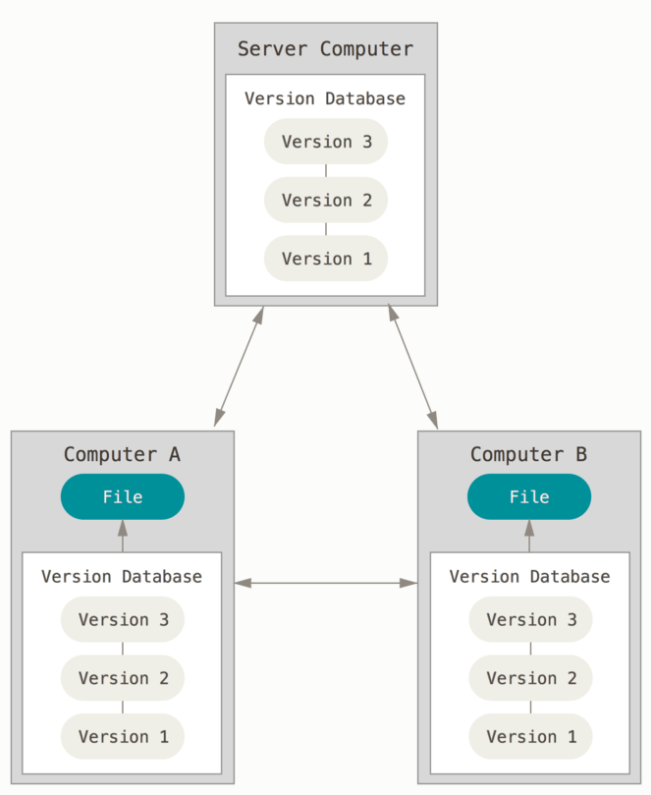 Server Computer
Version Database
Version 3
Version 2
Version 1
Computer A
File
Version Database
Version 3
Version 2
Version 1
Computer B
File
Version Database
Version 3
Version 2
Version 1